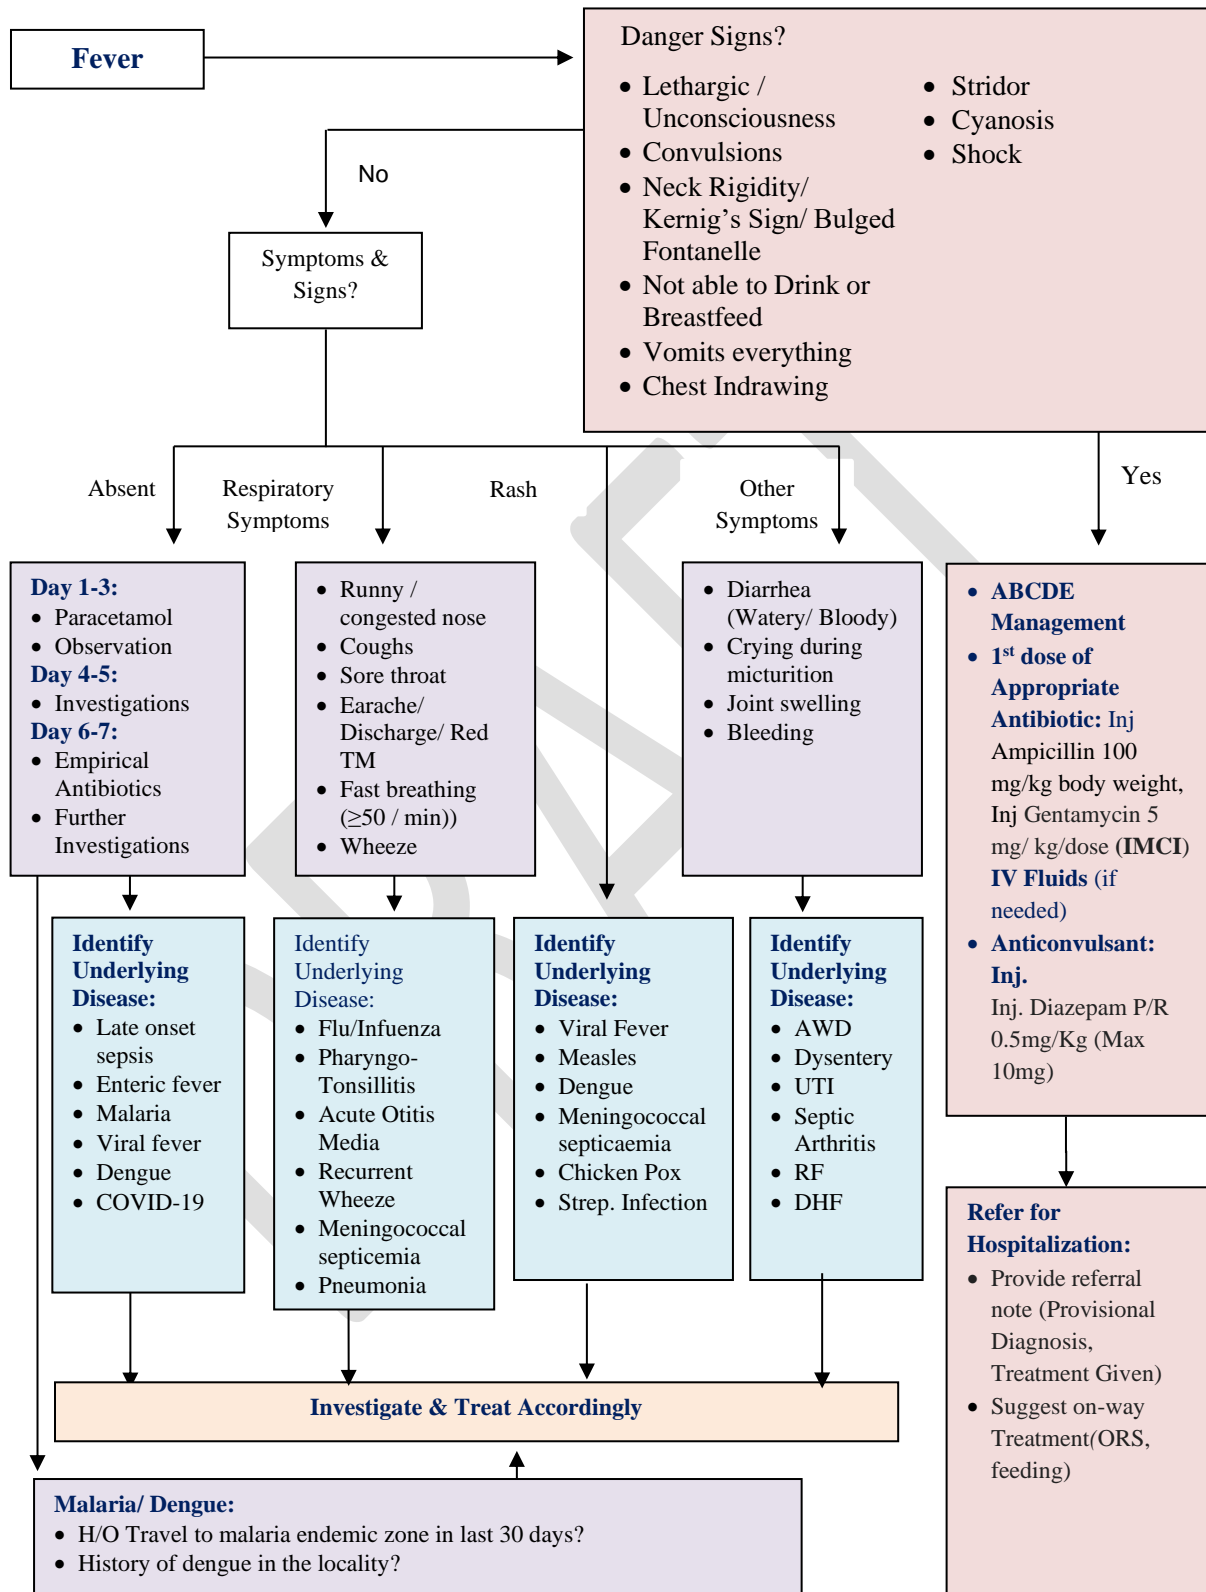 Fever
Danger Signs?
• Lethargic /
Unconsciousness
• Convulsions
• Neck Rigidity/
Kernig’s Sign/ Bulged
Fontanelle
• Not able to Drink or
Breastfeed
• Vomits everything
• Chest Indrawing
• Stridor
• Cyanosis
• Shock
No
Symptoms &
Signs?
Yes
Absent
Respiratory
Symptoms
Rash
Other
Symptoms
Day 1-3:
• Paracetamol
• Observation
Day 4-5:
• Investigations
Day 6-7:
• Empirical
Antibiotics
• Further
Investigations
• Runny /
congested nose
• Coughs
• Sore throat
• Earache/
Discharge/ Red
TM
• Fast breathing
(≥50 / min))
• Wheeze
• Diarrhea
(Watery/ Bloody)
• Crying during
micturition
• Joint swelling
• Bleeding
• ABCDE
Management
• 1st dose of
Appropriate
Antibiotic: Inj
Ampicillin 100
mg/kg body weight,
Inj Gentamycin 5
mg/ kg/dose (IMCI)
IV Fluids (if
needed)
• Anticonvulsant:
Inj.
Inj. Diazepam P/R
0.5mg/Kg (Max
10mg)
Identify
Underlying
Disease:
• Late onset
sepsis
• Enteric fever
• Malaria
• Viral fever
• Dengue
• COVID-19
Identify
Underlying
Disease:
• Flu/Infuenza
• Pharyngo-
Tonsillitis
• Acute Otitis
Media
• Recurrent
Wheeze
• Meningococcal
septicemia
• Pneumonia
Identify
Underlying
Disease:
• Viral Fever
• Measles
• Dengue
• Meningococcal
septicaemia
• Chicken Pox
• Strep. Infection
Identify
Underlying
Disease:
• AWD
• Dysentery
• UTI
• Septic
Arthritis
• RF
• DHF
Refer for
Hospitalization:
• Provide referral
note (Provisional
Diagnosis,
Treatment Given)
• Suggest on-way
Treatment(ORS,
feeding)
Investigate & Treat Accordingly
Malaria/ Dengue:
• H/O Travel to malaria endemic zone in last 30 days?
• History of dengue in the locality?
DRAFT